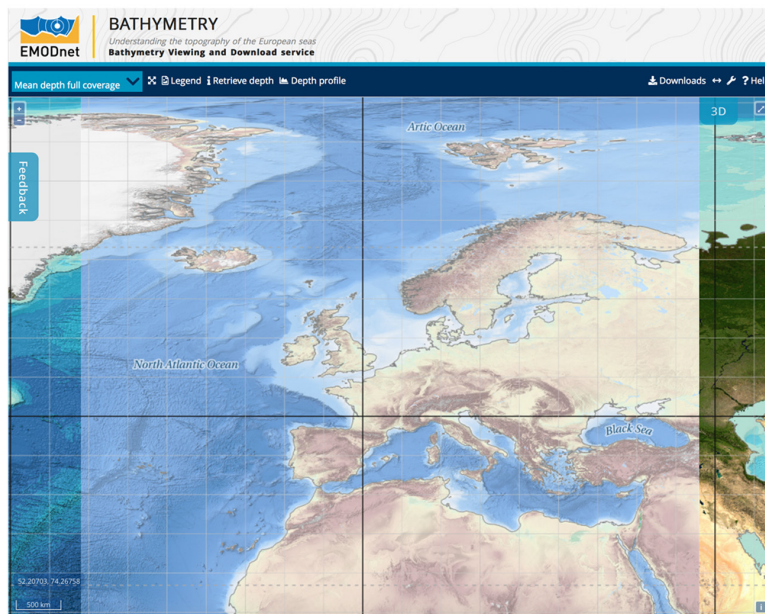 EMODnet
BATHYMETRY
Understanding the topography of the European seas
Bathymetry Viewing and Download service
Mean depth full coverage
Legend
Retrieve depth
Depth profile
Downloads
? Hel
+
-
3D
Feedback
Artic Ocean
North Atlantic Ocean
Black Sea
52.20703, 74.26758
500 km
i